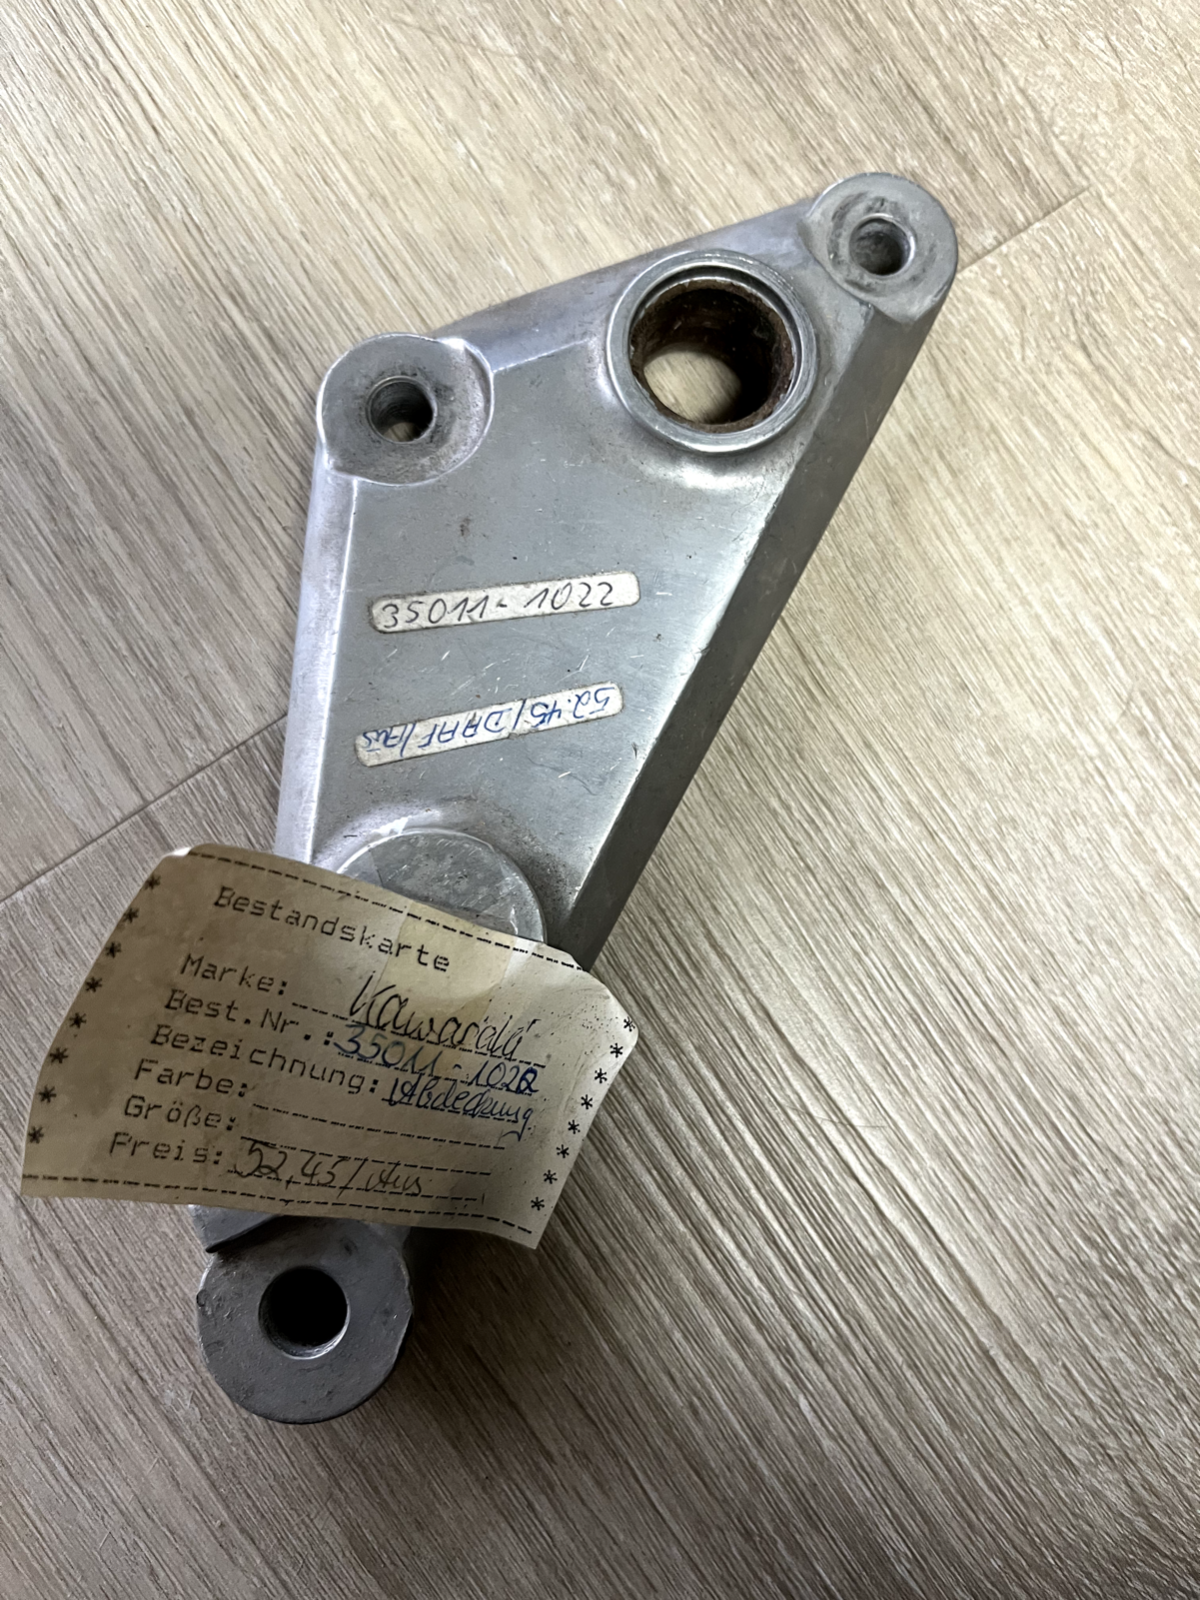 35011-1022
52.45/DAAF/Aus
Bestandskarte
Marke: Kawasaki
Best.Nr.: 35011-1022
Bezeichnung: Abdeckung
Farbe:
Größe:
Preis: 52,45/Aus